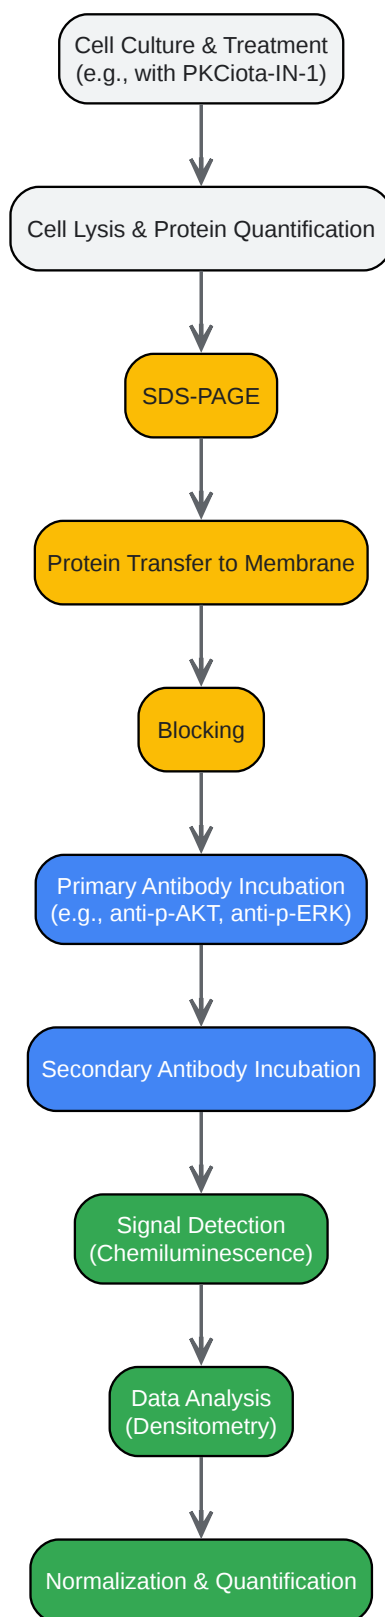 Cell Culture & Treatment
(e.g., with PKCiota-IN-1)
Cell Lysis & Protein Quantification
SDS-PAGE
Protein Transfer to Membrane
Blocking
Primary Antibody Incubation
(e.g., anti-p-AKT, anti-p-ERK)
Secondary Antibody Incubation
Signal Detection
(Chemiluminescence)
Data Analysis
(Densitometry)
Normalization & Quantification